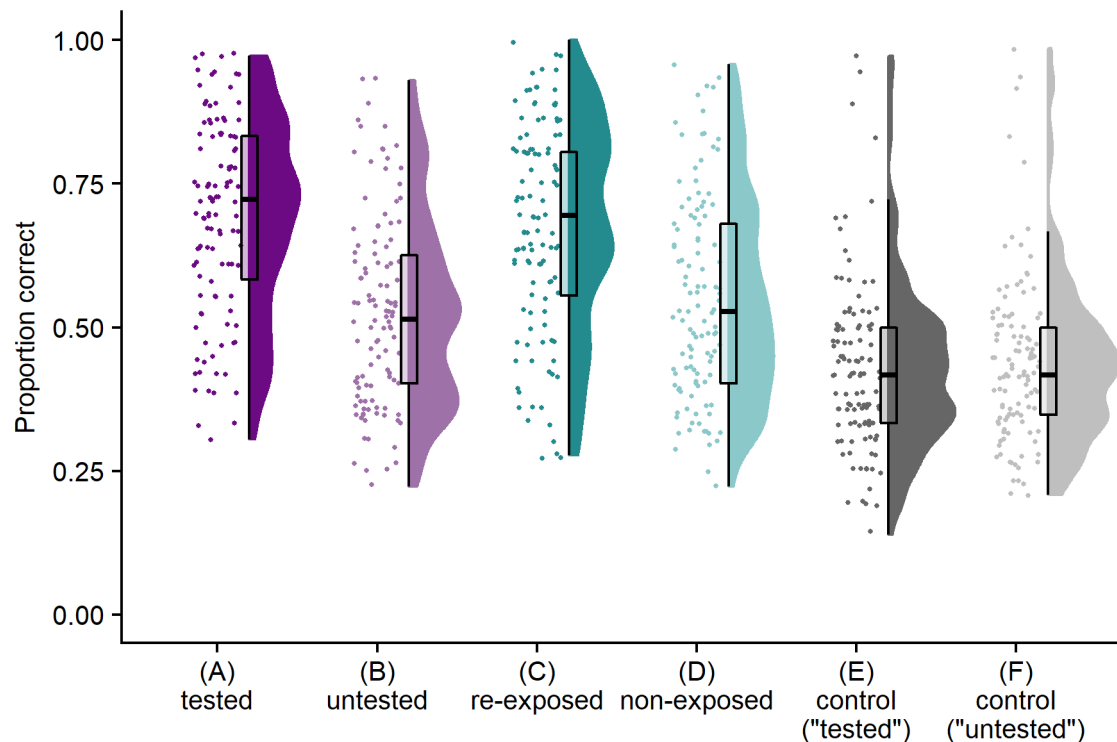 Proportion correct
1.00
0.75
0.50
0.25
0.00
(A)
tested
(B)
untested
(C)
re-exposed
(D)
non-exposed
(E)
control
("tested")
(F)
control
("untested")